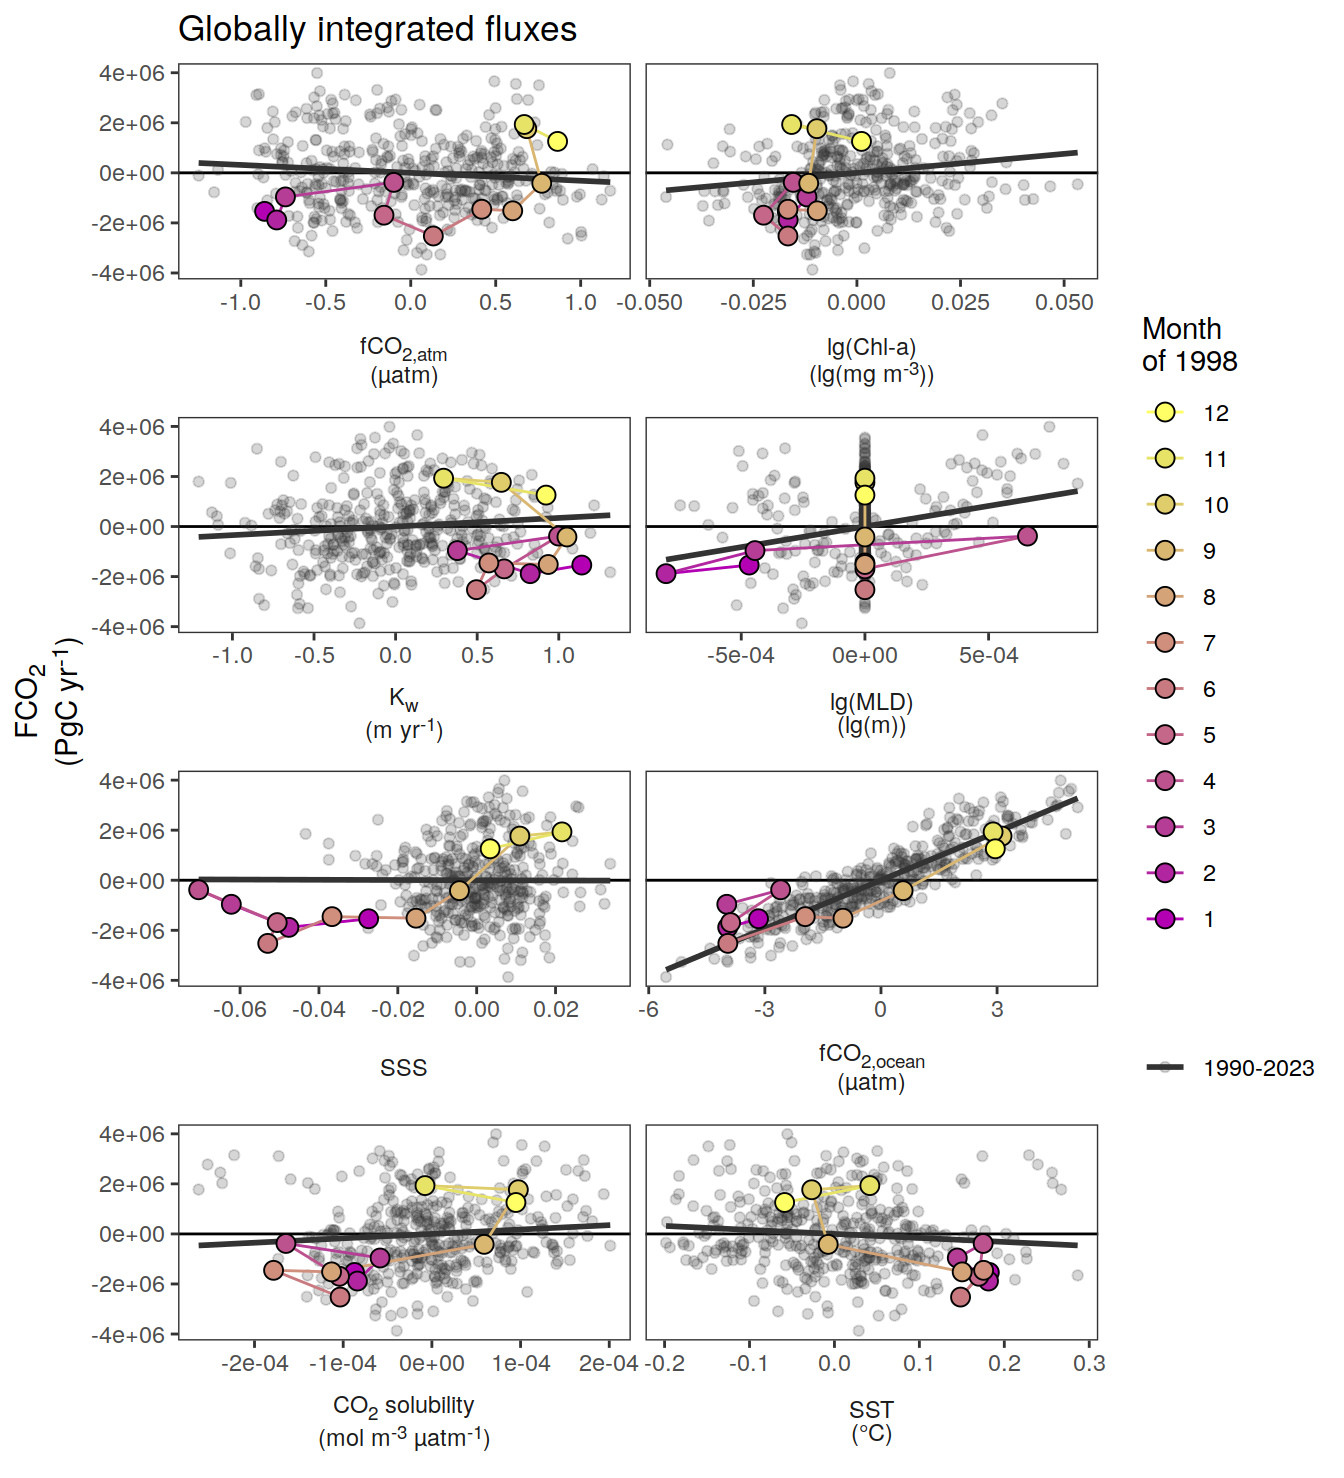 Globally integrated fluxes
4e+06
2e+06
0e+00
-2e+06
-4e+06
-1.0 -0.5 0.0 0.5 1.0
-0.050 -0.025 0.000 0.025 0.050
fCO2,atm
(µatm)
lg(Chl-a)
(lg(mg m-3))
4e+06
2e+06
0e+00
-2e+06
-4e+06
-1.0 -0.5 0.0 0.5 1.0
-5e-04 0e+00 5e-04
Kw
(m yr-1)
lg(MLD)
(lg(m))
FCO2
(PgC yr-1)
4e+06
2e+06
0e+00
-2e+06
-4e+06
-0.06 -0.04 -0.02 0.00 0.02
-6 -3 0 3
SSS
fCO2,ocean
(µatm)
4e+06
2e+06
0e+00
-2e+06
-4e+06
-2e-04 -1e-04 0e+00 1e-04 2e-04
-0.2 -0.1 0.0 0.1 0.2 0.3
CO2 solubility
(mol m-3 µatm-1)
SST
(°C)
Month
of 1998
12
11
10
9
8
7
6
5
4
3
2
1
1990-2023